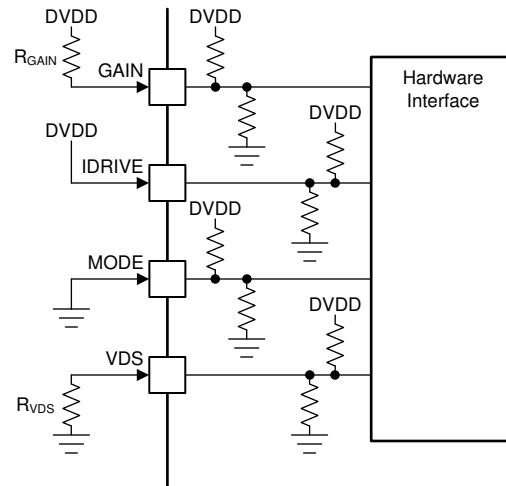 DVDD
DVDD
R_GAIN
GAIN
Hardware
Interface
DVDD
DVDD
IDRIVE
DVDD
MODE
DVDD
VDS
R_VDS